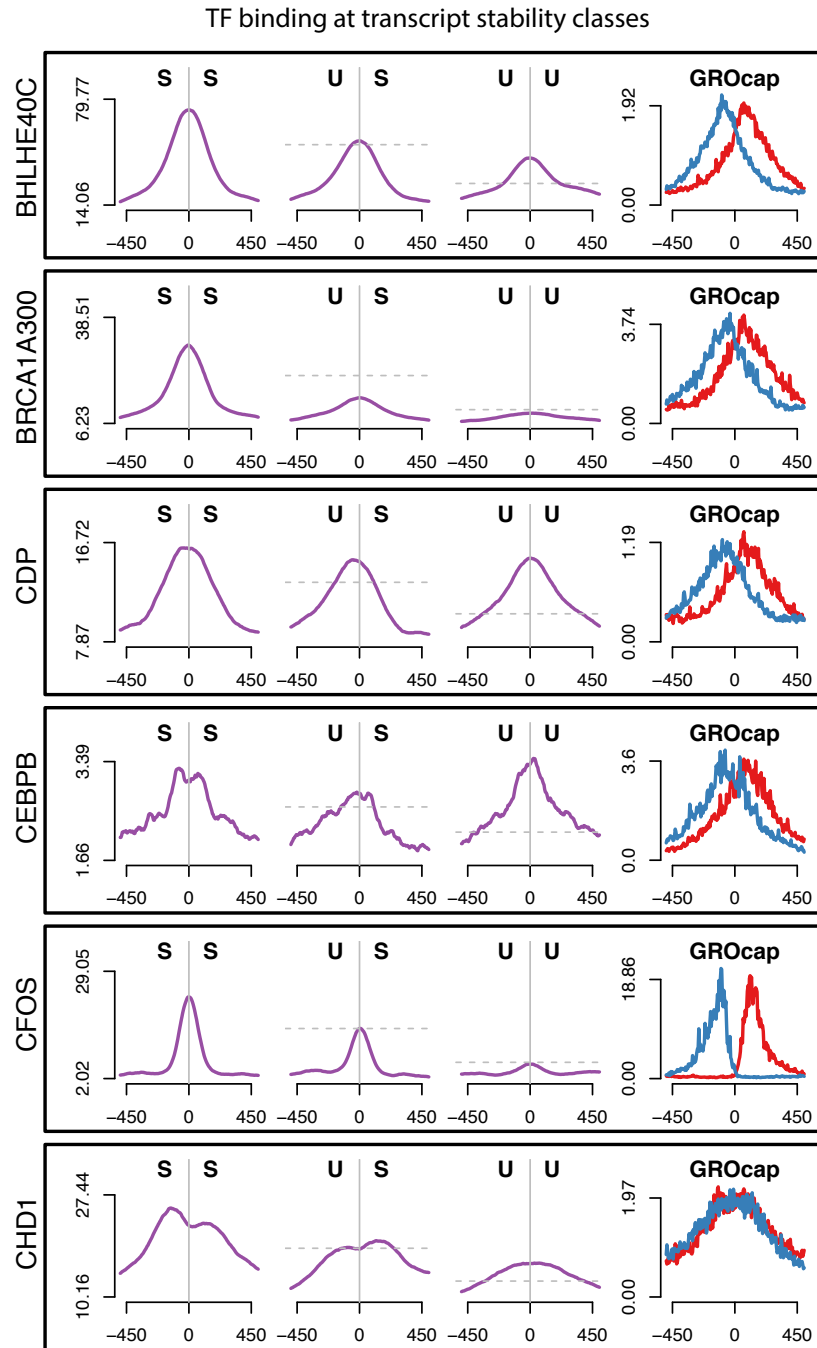 TF binding at transcript stability classes
BHLHE40C
S S U S U U GROcap
79.77 14.06
1.92 0.00
−450 0 450 −450 0 450 −450 0 450 −450 0 450
BRCA1A300
S S U S U U GROcap
38.51 6.23
3.74 0.00
−450 0 450 −450 0 450 −450 0 450 −450 0 450
CDP
S S U S U U GROcap
16.72 7.87
1.19 0.00
−450 0 450 −450 0 450 −450 0 450 −450 0 450
CEBPB
S S U S U U GROcap
3.39 1.66
3.6 0.0
−450 0 450 −450 0 450 −450 0 450 −450 0 450
CFOS
S S U S U U GROcap
29.05 2.02
18.86 0.00
−450 0 450 −450 0 450 −450 0 450 −450 0 450
CHD1
S S U S U U GROcap
27.44 10.16
1.97 0.00
−450 0 450 −450 0 450 −450 0 450 −450 0 450